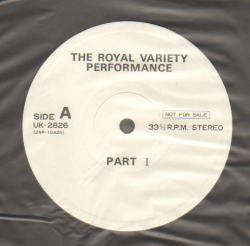 THE ROYAL VARIETY
PERFORMANCE
SIDE A
UK-2826
NOT FOR SALE
33⅓ R.P.M. STEREO
PART I